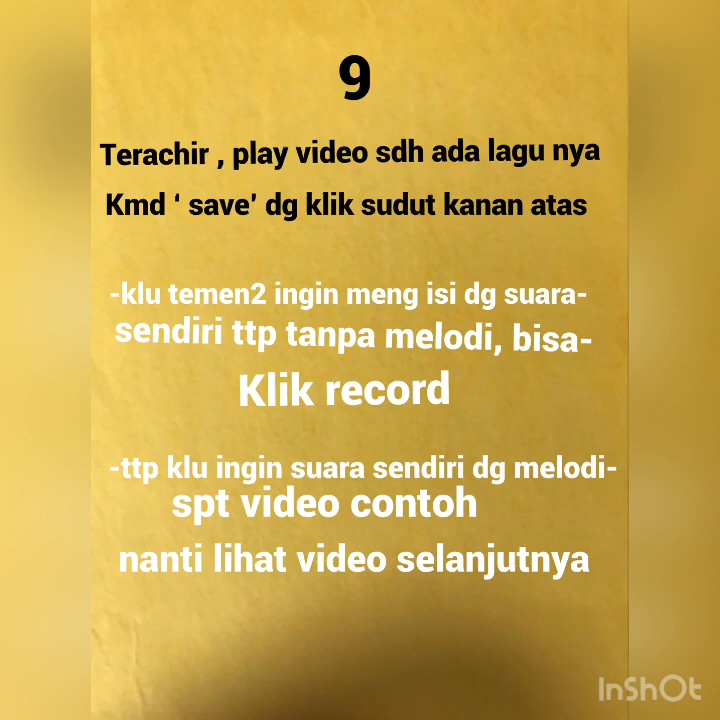 9
Terachir , play video sdh ada lagu nya
Kmd ‘ save’ dg klik sudut kanan atas
-klu temen2 ingin meng isi dg suara-
sendiri ttp tanpa melodi, bisa-
Klik record
-ttp klu ingin suara sendiri dg melodi-
spt video contoh
nanti lihat video selanjutnya
InShOt